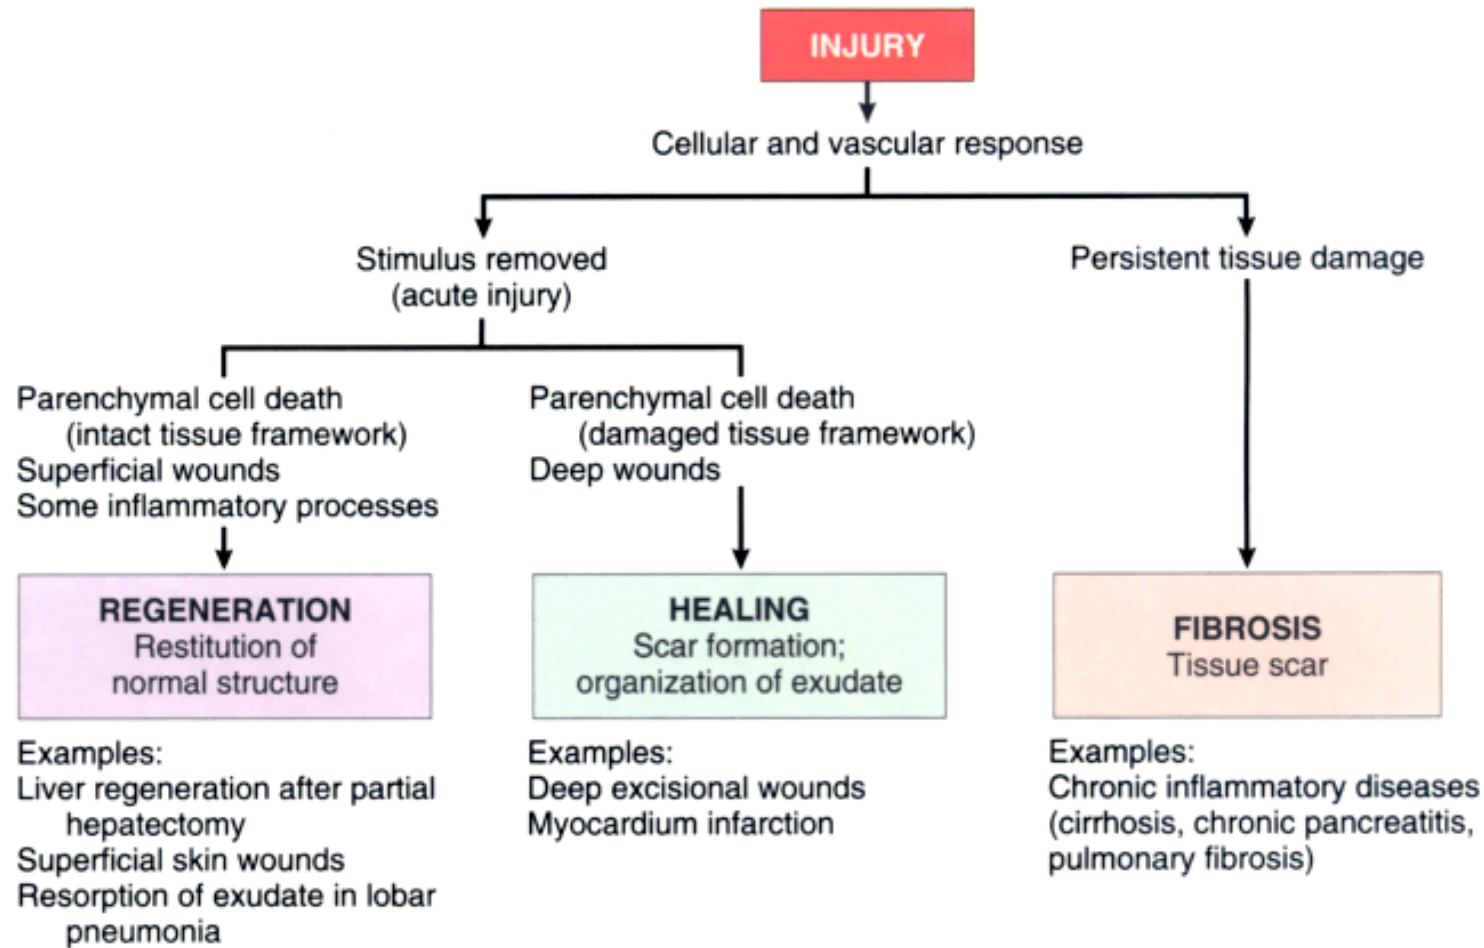 INJURY
Cellular and vascular response
Stimulus removed
(acute injury)
Persistent tissue damage
Parenchymal cell death
(intact tissue framework)
Superficial wounds
Some inflammatory processes
Parenchymal cell death
(damaged tissue framework)
Deep wounds
REGENERATION
Restitution of
normal structure
HEALING
Scar formation;
organization of exudate
FIBROSIS
Tissue scar
Examples:
Liver regeneration after partial
hepatectomy
Superficial skin wounds
Resorption of exudate in lobar
pneumonia
Examples:
Deep excisional wounds
Myocardium infarction
Examples:
Chronic inflammatory diseases
(cirrhosis, chronic pancreatitis,
pulmonary fibrosis)